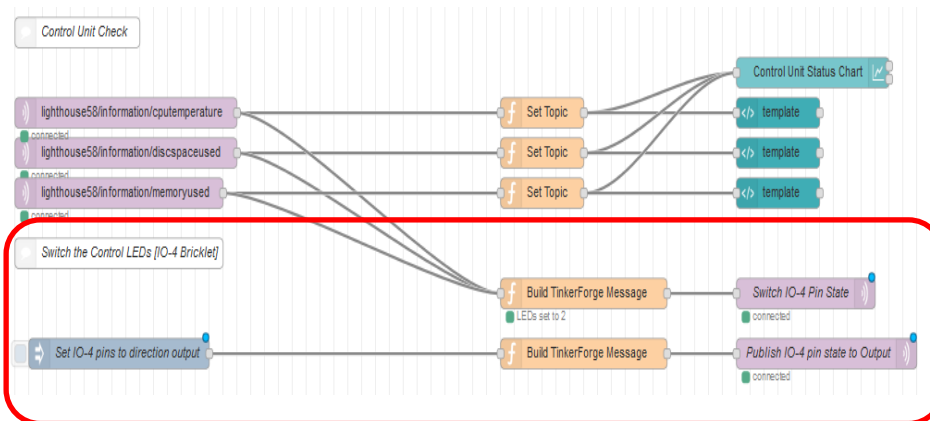 Control Unit Check
Control Unit Status Chart
lighthouse58/information/cputemperature
Set Topic
template
connected
lighthouse58/information/discspaceused
Set Topic
template
connected
lighthouse58/information/memoryused
Set Topic
template
connected
Switch the Control LEDs [IO-4 Bricklet]
Build TinkerForge Message
Switch IO-4 Pin State
LEDs set to 2
connected
Set IO-4 pins to direction output
Build TinkerForge Message
Publish IO-4 pin state to Output
connected